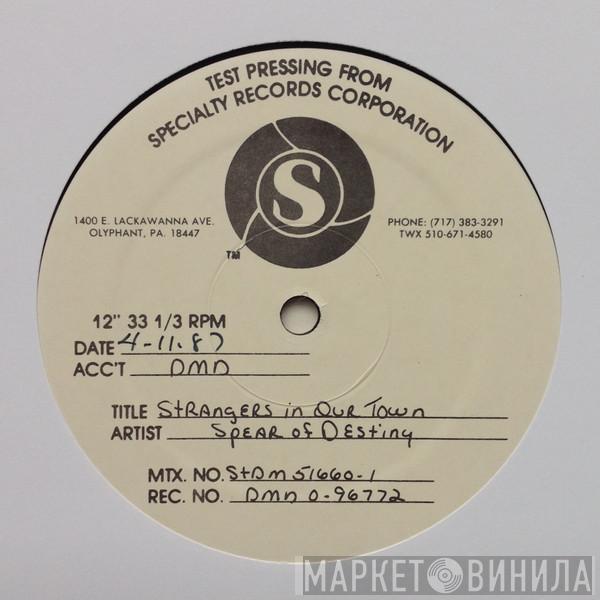 TEST PRESSING FROM
SPECIALTY RECORDS CORPORATION
S
1400 E. LACKAWANNA AVE.
OLYPHANT, PA. 18447
PHONE: (717) 383-3291
TWX 510-671-4580
TM
12" 33 1/3 RPM
DATE 4-11-87
ACC'T DMD
TITLE StRangers in OuR Town
ARTIST SpEAR of DEstiny
MTX. NO. StDM 51660-1
REC. NO. DMD 0-96772
МАРКЕТ ВИНИЛА